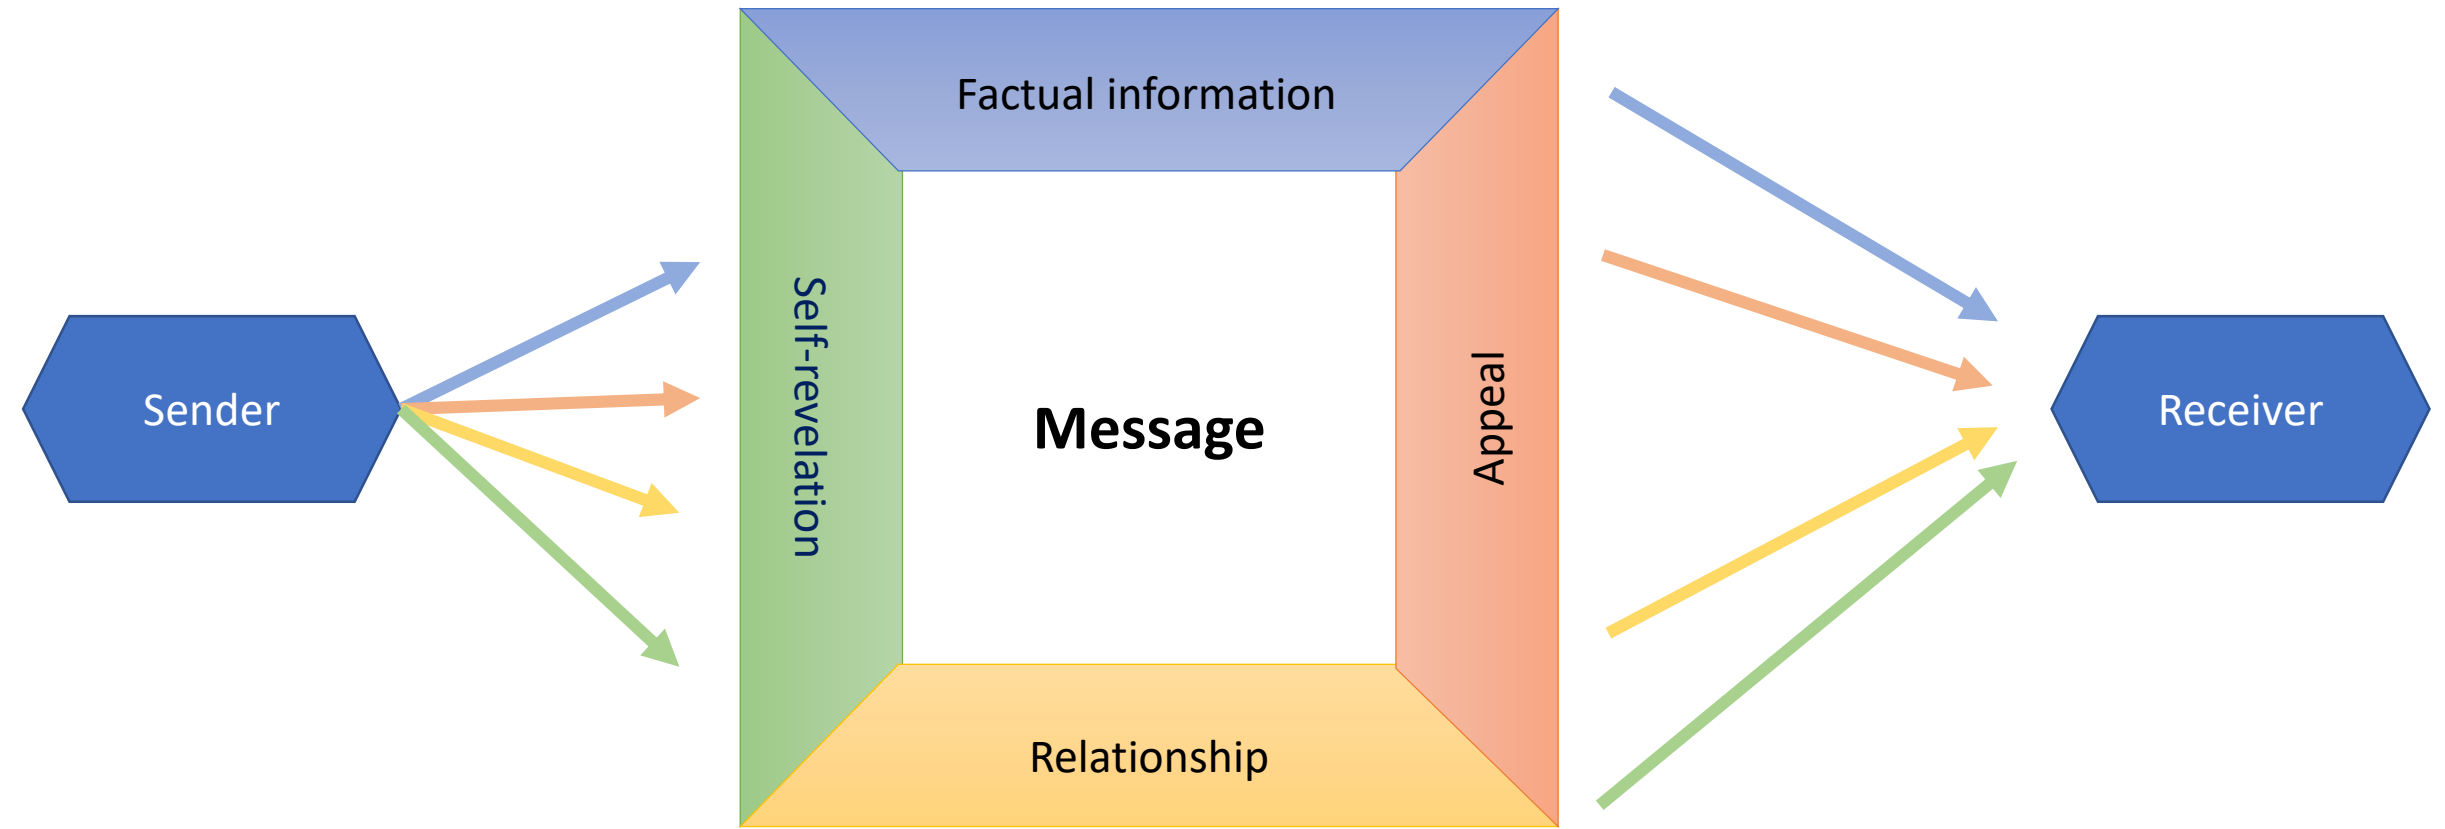 Factual information
Sender
Self-revelation
Message
Appeal
Receiver
Relationship